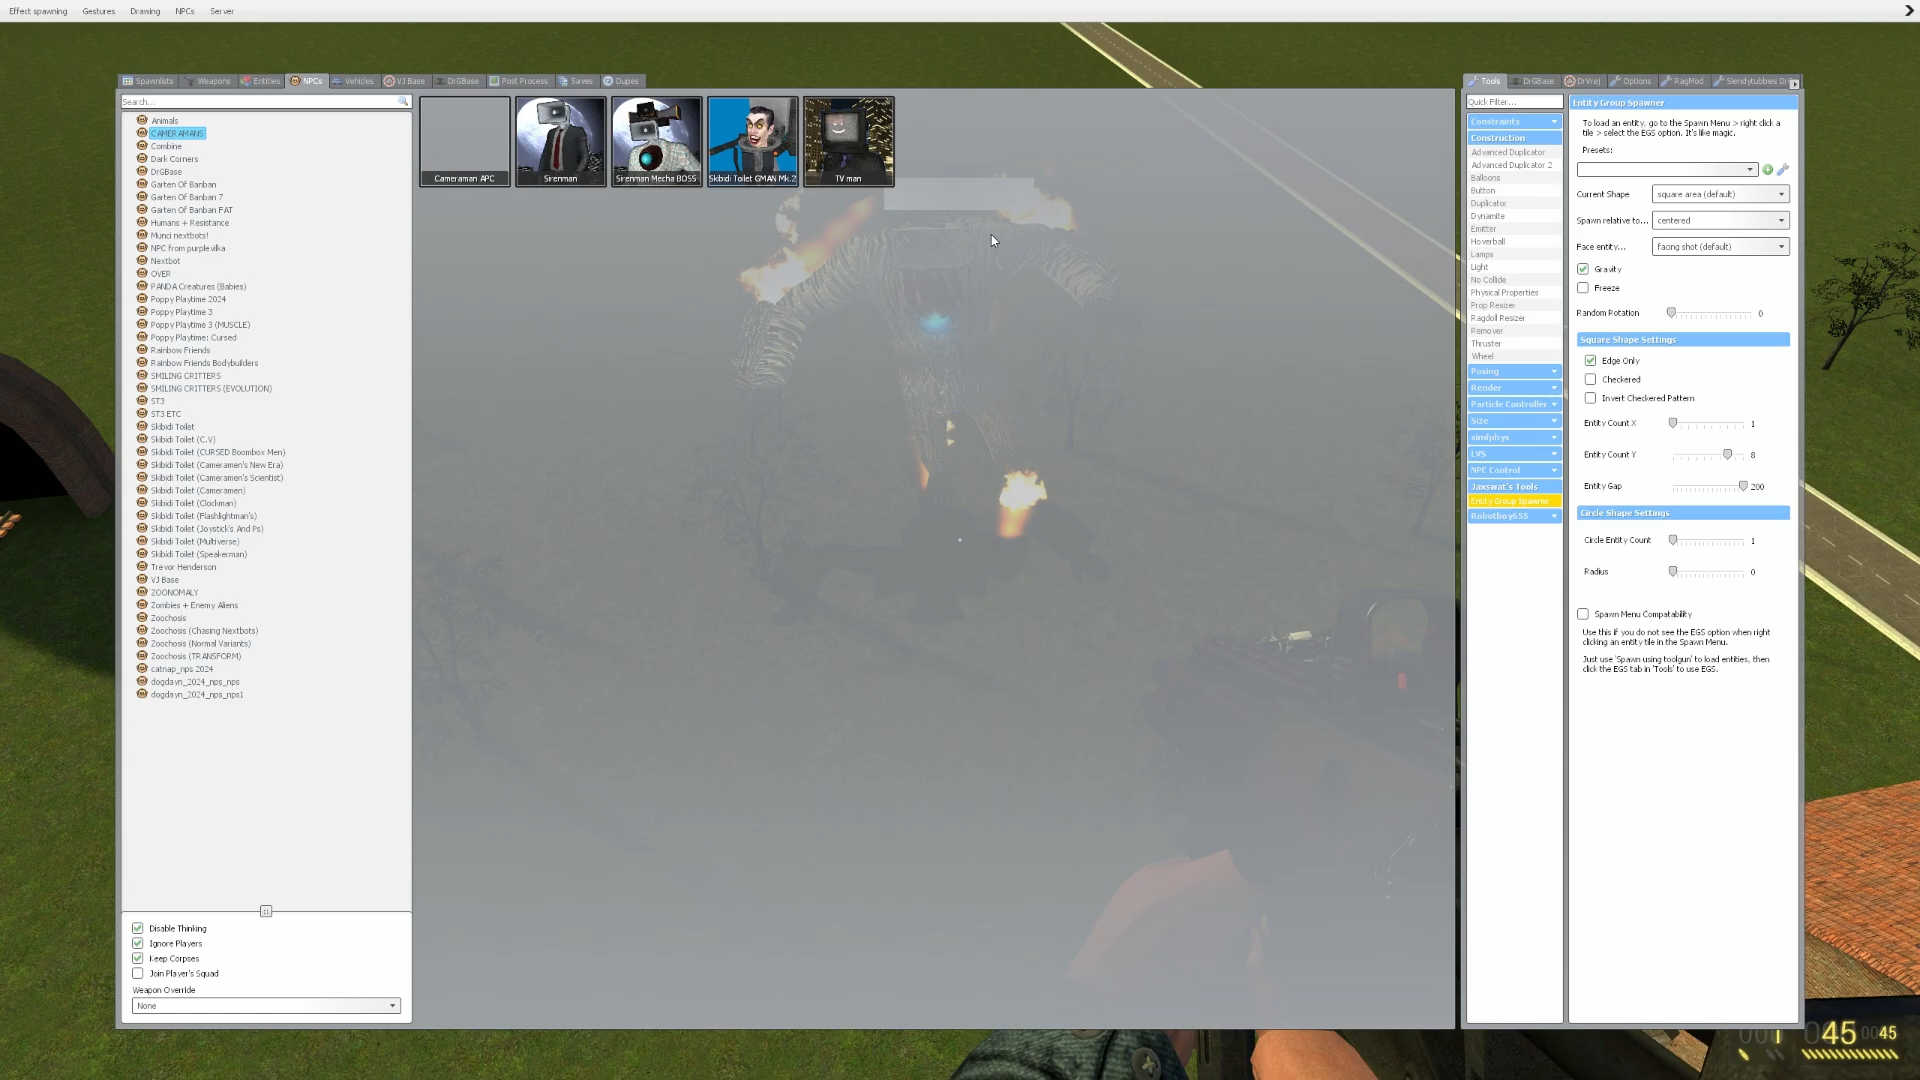 Effect spawning Gestures Drawing NPCs Server
Spawnlists Weapons Entities NPCs Vehicles VJ Base DrGBase Post Process Saves Dupes
Search...
Animals
CAMERAMANS
Combine
Dark Corners
DrGBase
Garten Of Banban
Garten Of Banban 7
Garten Of Banban FAT
Humans + Resistance
Munci nextbots!
NPC from purplevilka
Nextbot
OVER
PANDA Creatures (Babies)
Poppy Playtime 2024
Poppy Playtime 3
Poppy Playtime 3 (MUSCLE)
Poppy Playtime: Cursed
Rainbow Friends
Rainbow Friends Bodybuilders
SMILING CRITTERS
SMILING CRITTERS (EVOLUTION)
ST3
ST3 ETC
Skibidi Toilet
Skibidi Toilet (C.V)
Skibidi Toilet (CURSED Boombox Men)
Skibidi Toilet (Cameramen's New Era)
Skibidi Toilet (Cameramen's Scientist)
Skibidi Toilet (Cameramen)
Skibidi Toilet (Clockman)
Skibidi Toilet (Flashlightman's)
Skibidi Toilet (Joystick's And Ps)
Skibidi Toilet (Multiverse)
Skibidi Toilet (Speakerman)
Trevor Henderson
VJ Base
ZOONOMALY
Zombies + Enemy Aliens
Zoochosis
Zoochosis (Chasing Nextbots)
Zoochosis (Normal Variants)
Zoochosis (TRANSFORM)
catnap_nps 2024
dogdayn_2024_nps_nps
dogdayn_2024_nps_nps1
Disable Thinking
Ignore Players
Keep Corpses
Join Player's Squad
Weapon Override
None
Cameraman APC Sirenman Sirenman Mecha BOSS Skibidi Toilet GMAN Mk.2 TV man
Tools DrGBase DrVrej Options RagMod Slendytubbies
Quick Filter...
Constraints
Construction
Advanced Duplicator
Advanced Duplicator 2
Balloons
Button
Duplicator
Dynamite
Emitter
Hoverball
Lamps
Light
No Collide
Physical Properties
Prop Resizer
Ragdoll Resizer
Remover
Thruster
Wheel
Posing
Render
Particle Controller
Size
simfphys
LVS
NPC Control
Jaxswat's Tools
Entity Group Spawner
Robotboy655
Entity Group Spawner
To load an entity, go to the Spawn Menu > right click a
tile > select the EGS option. It's like magic.
Presets:
Current Shape square area (default)
Spawn relative to... centered
Face entity... facing shot (default)
Gravity
Freeze
Random Rotation 0
Square Shape Settings
Edge Only
Checkered
Invert Checkered Pattern
Entity Count X 1
Entity Count Y 8
Entity Gap 200
Circle Shape Settings
Circle Entity Count 1
Radius 0
Spawn Menu Compatability
Use this if you do not see the EGS option when right
clicking an entity tile in the Spawn Menu.
Just use 'Spawn using toolgun' to load entities, then
click the EGS tab in 'Tools' to use EGS.
001 045 0045